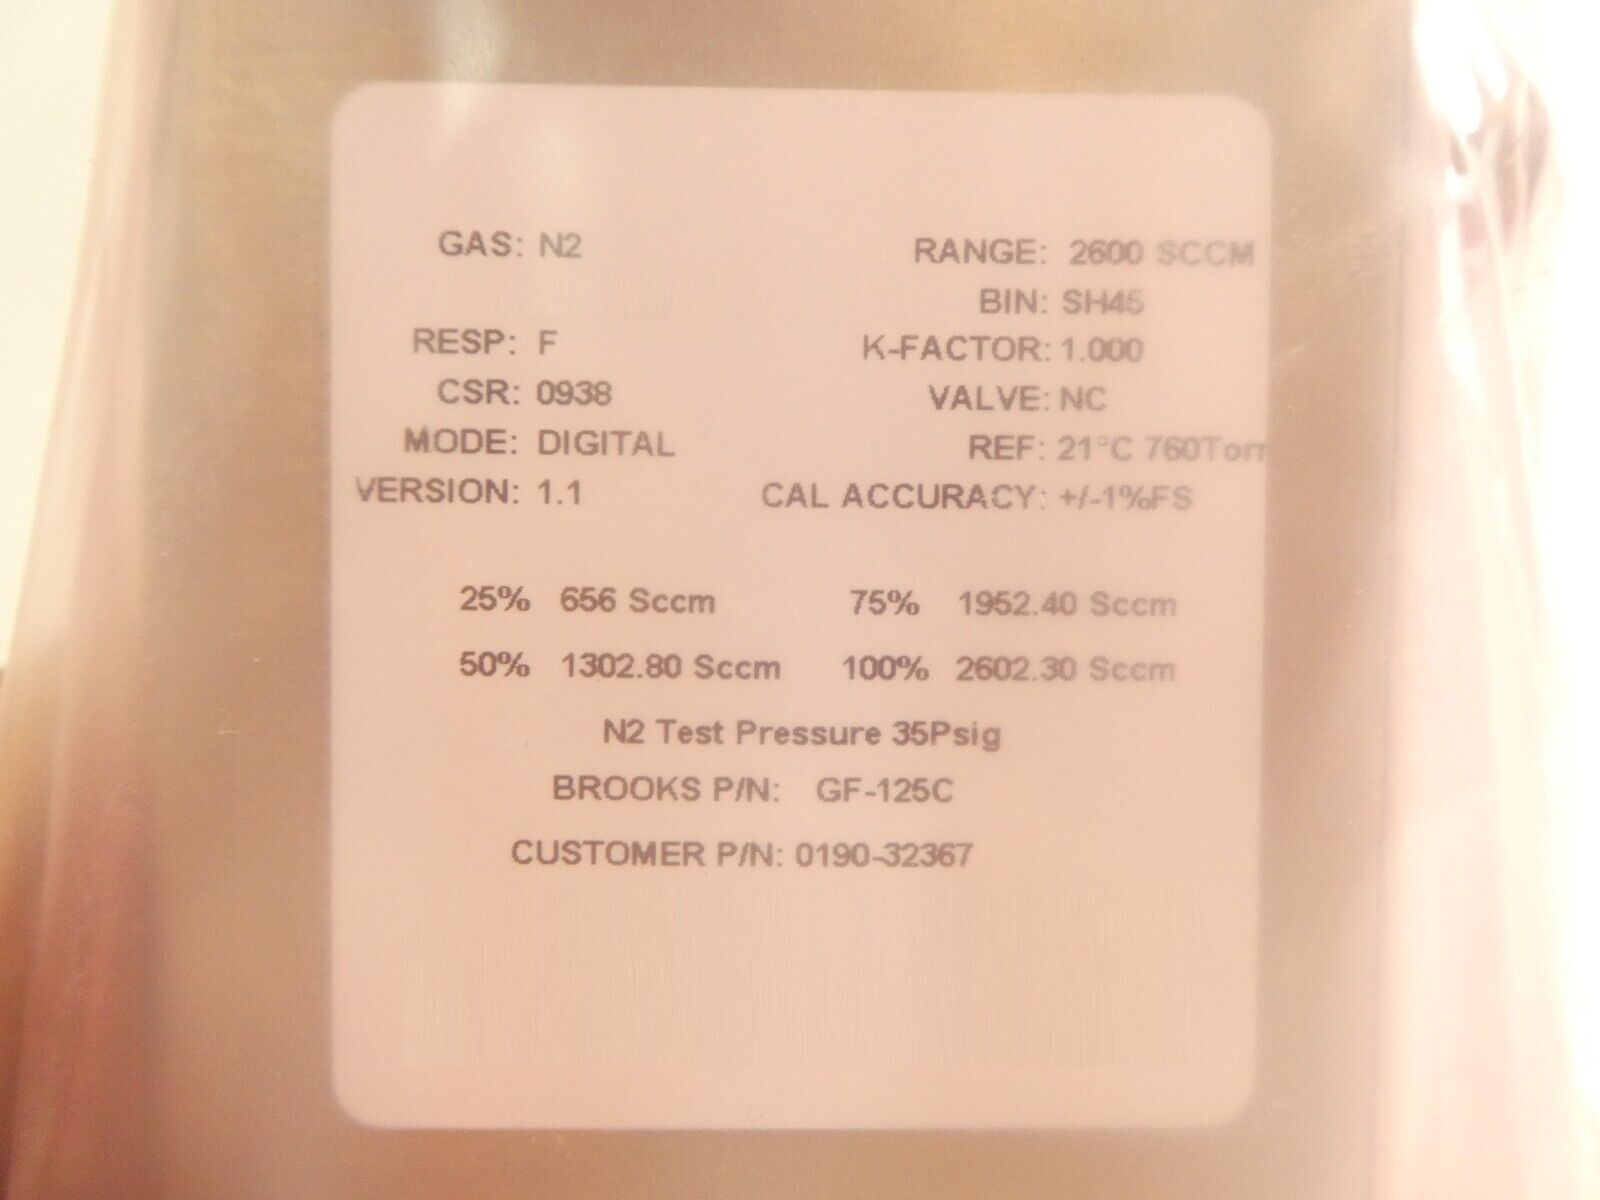 GAS: N2
RANGE: 2600 SCCM
BIN: SH45
RESP: F
K-FACTOR: 1.000
CSR: 0938
VALVE: NC
MODE: DIGITAL
REF: 21°C 760Torr
VERSION: 1.1
CAL ACCURACY: +/-1%FS
25% 656 Sccm 75% 1952.40 Sccm
50% 1302.80 Sccm 100% 2602.30 Sccm
N2 Test Pressure 35Psig
BROOKS P/N: GF-125C
CUSTOMER P/N: 0190-32367